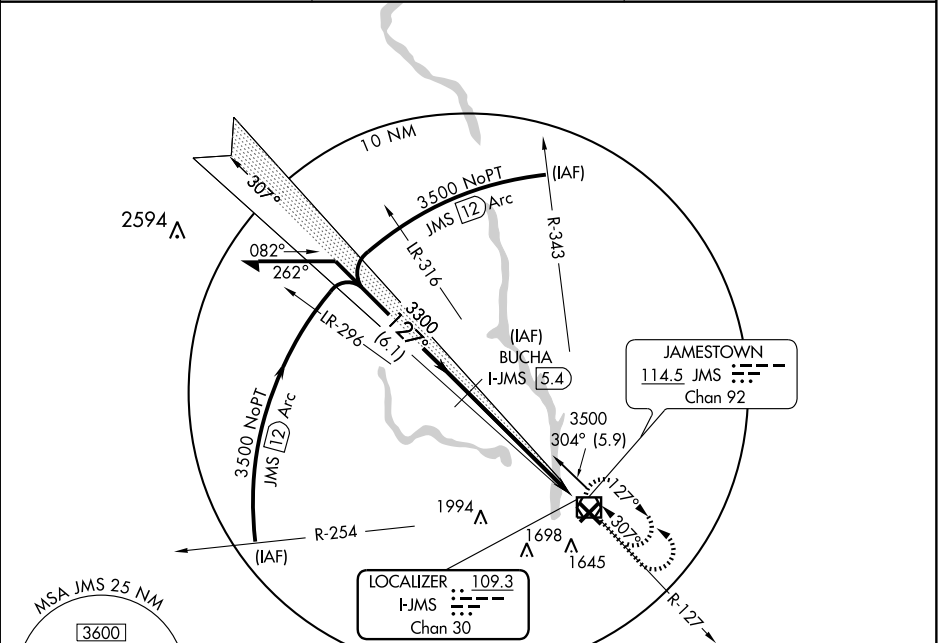 10 NM
307°
3500 NoPT
(IAF)
JMS 12 Arc
2594
R-343
LR-316
082°
262°
LR-296
3300
127°
(6.1)
(IAF)
BUCHA
I-JMS 5.4
JAMESTOWN
114.5 JMS
Chan 92
3500 NoPT
JMS 12 Arc
3500
304° (5.9)
127°
307°
1994
R-254
(IAF)
1698
1645
LOCALIZER 109.3
I-JMS
Chan 30
R-127
MSA JMS 25 NM
3600